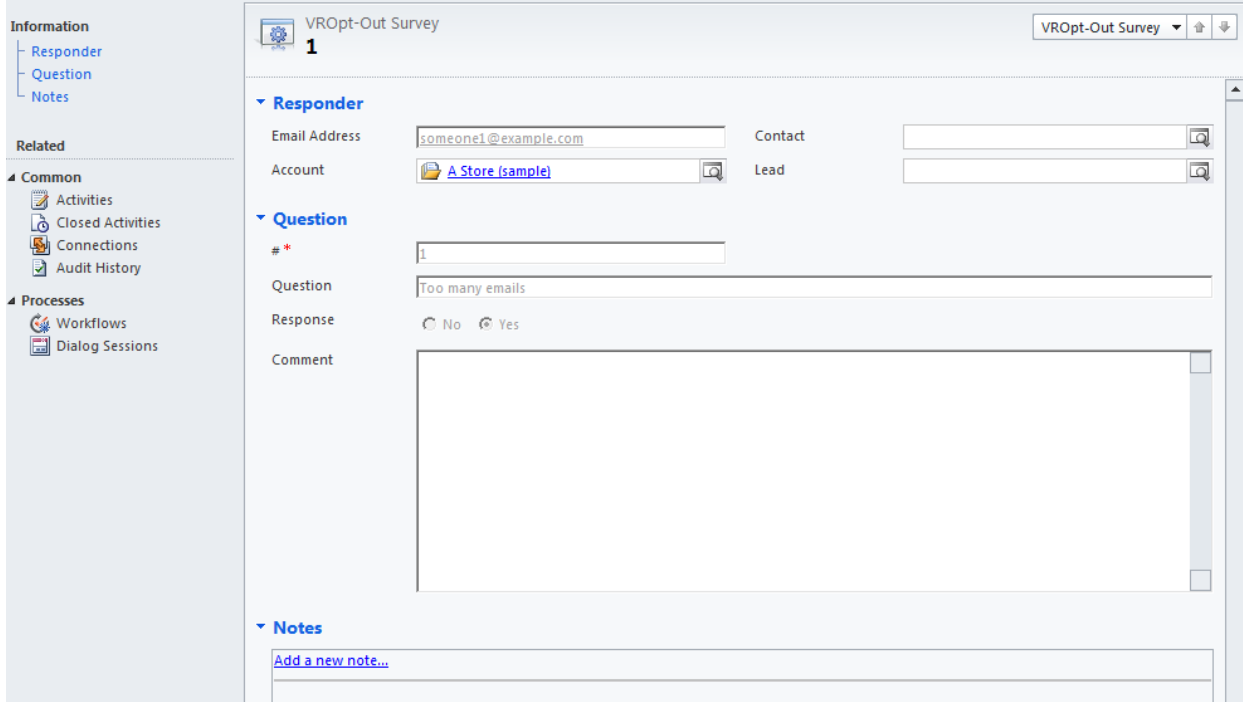 Information
Responder
Question
Notes
Related
Common
Activities
Closed Activities
Connections
Audit History
Processes
Workflows
Dialog Sessions
VROpt-Out Survey
1
VROpt-Out Survey
Responder
Email Address someone1@example.com Contact
Account A Store (sample) Lead
Question
#* 1
Question Too many emails
Response No Yes
Comment
Notes
Add a new note...